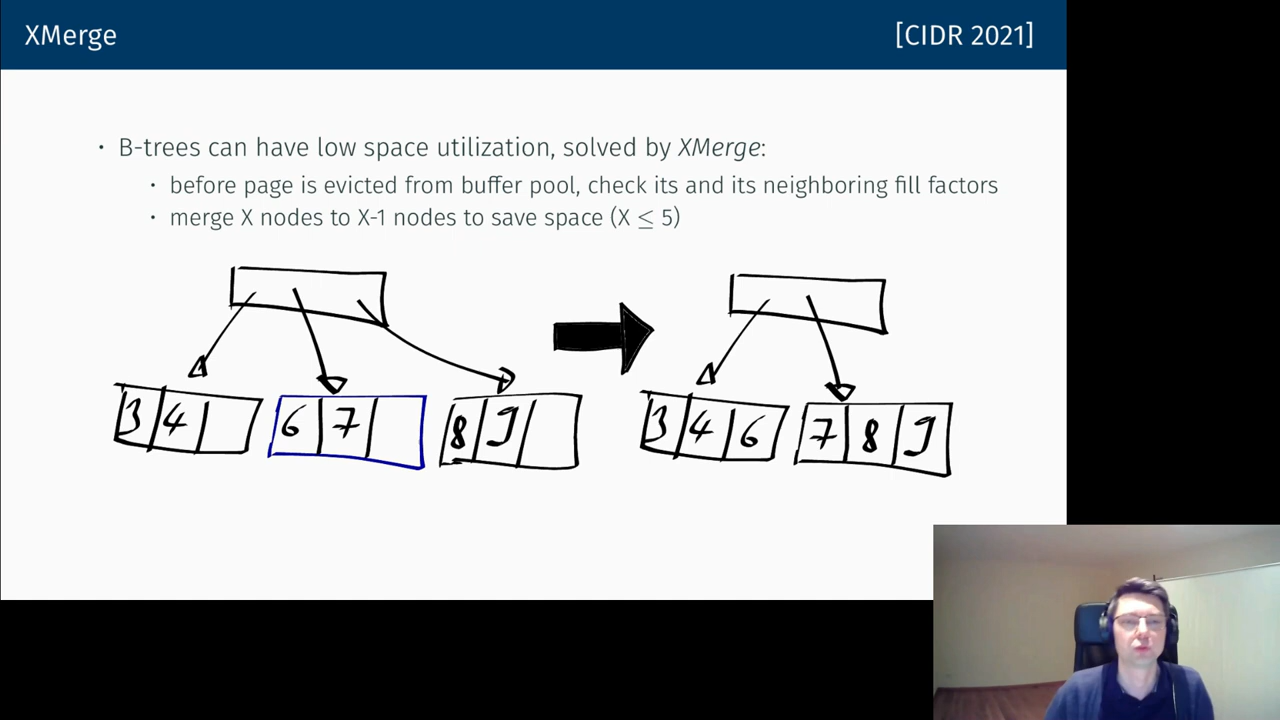 XMerge [CIDR 2021]
· B-trees can have low space utilization, solved by XMerge:
· before page is evicted from buffer pool, check its and its neighboring fill factors
· merge X nodes to X-1 nodes to save space (X ≤ 5)
3 4 6 7 8 9 3 4 6 7 8 9